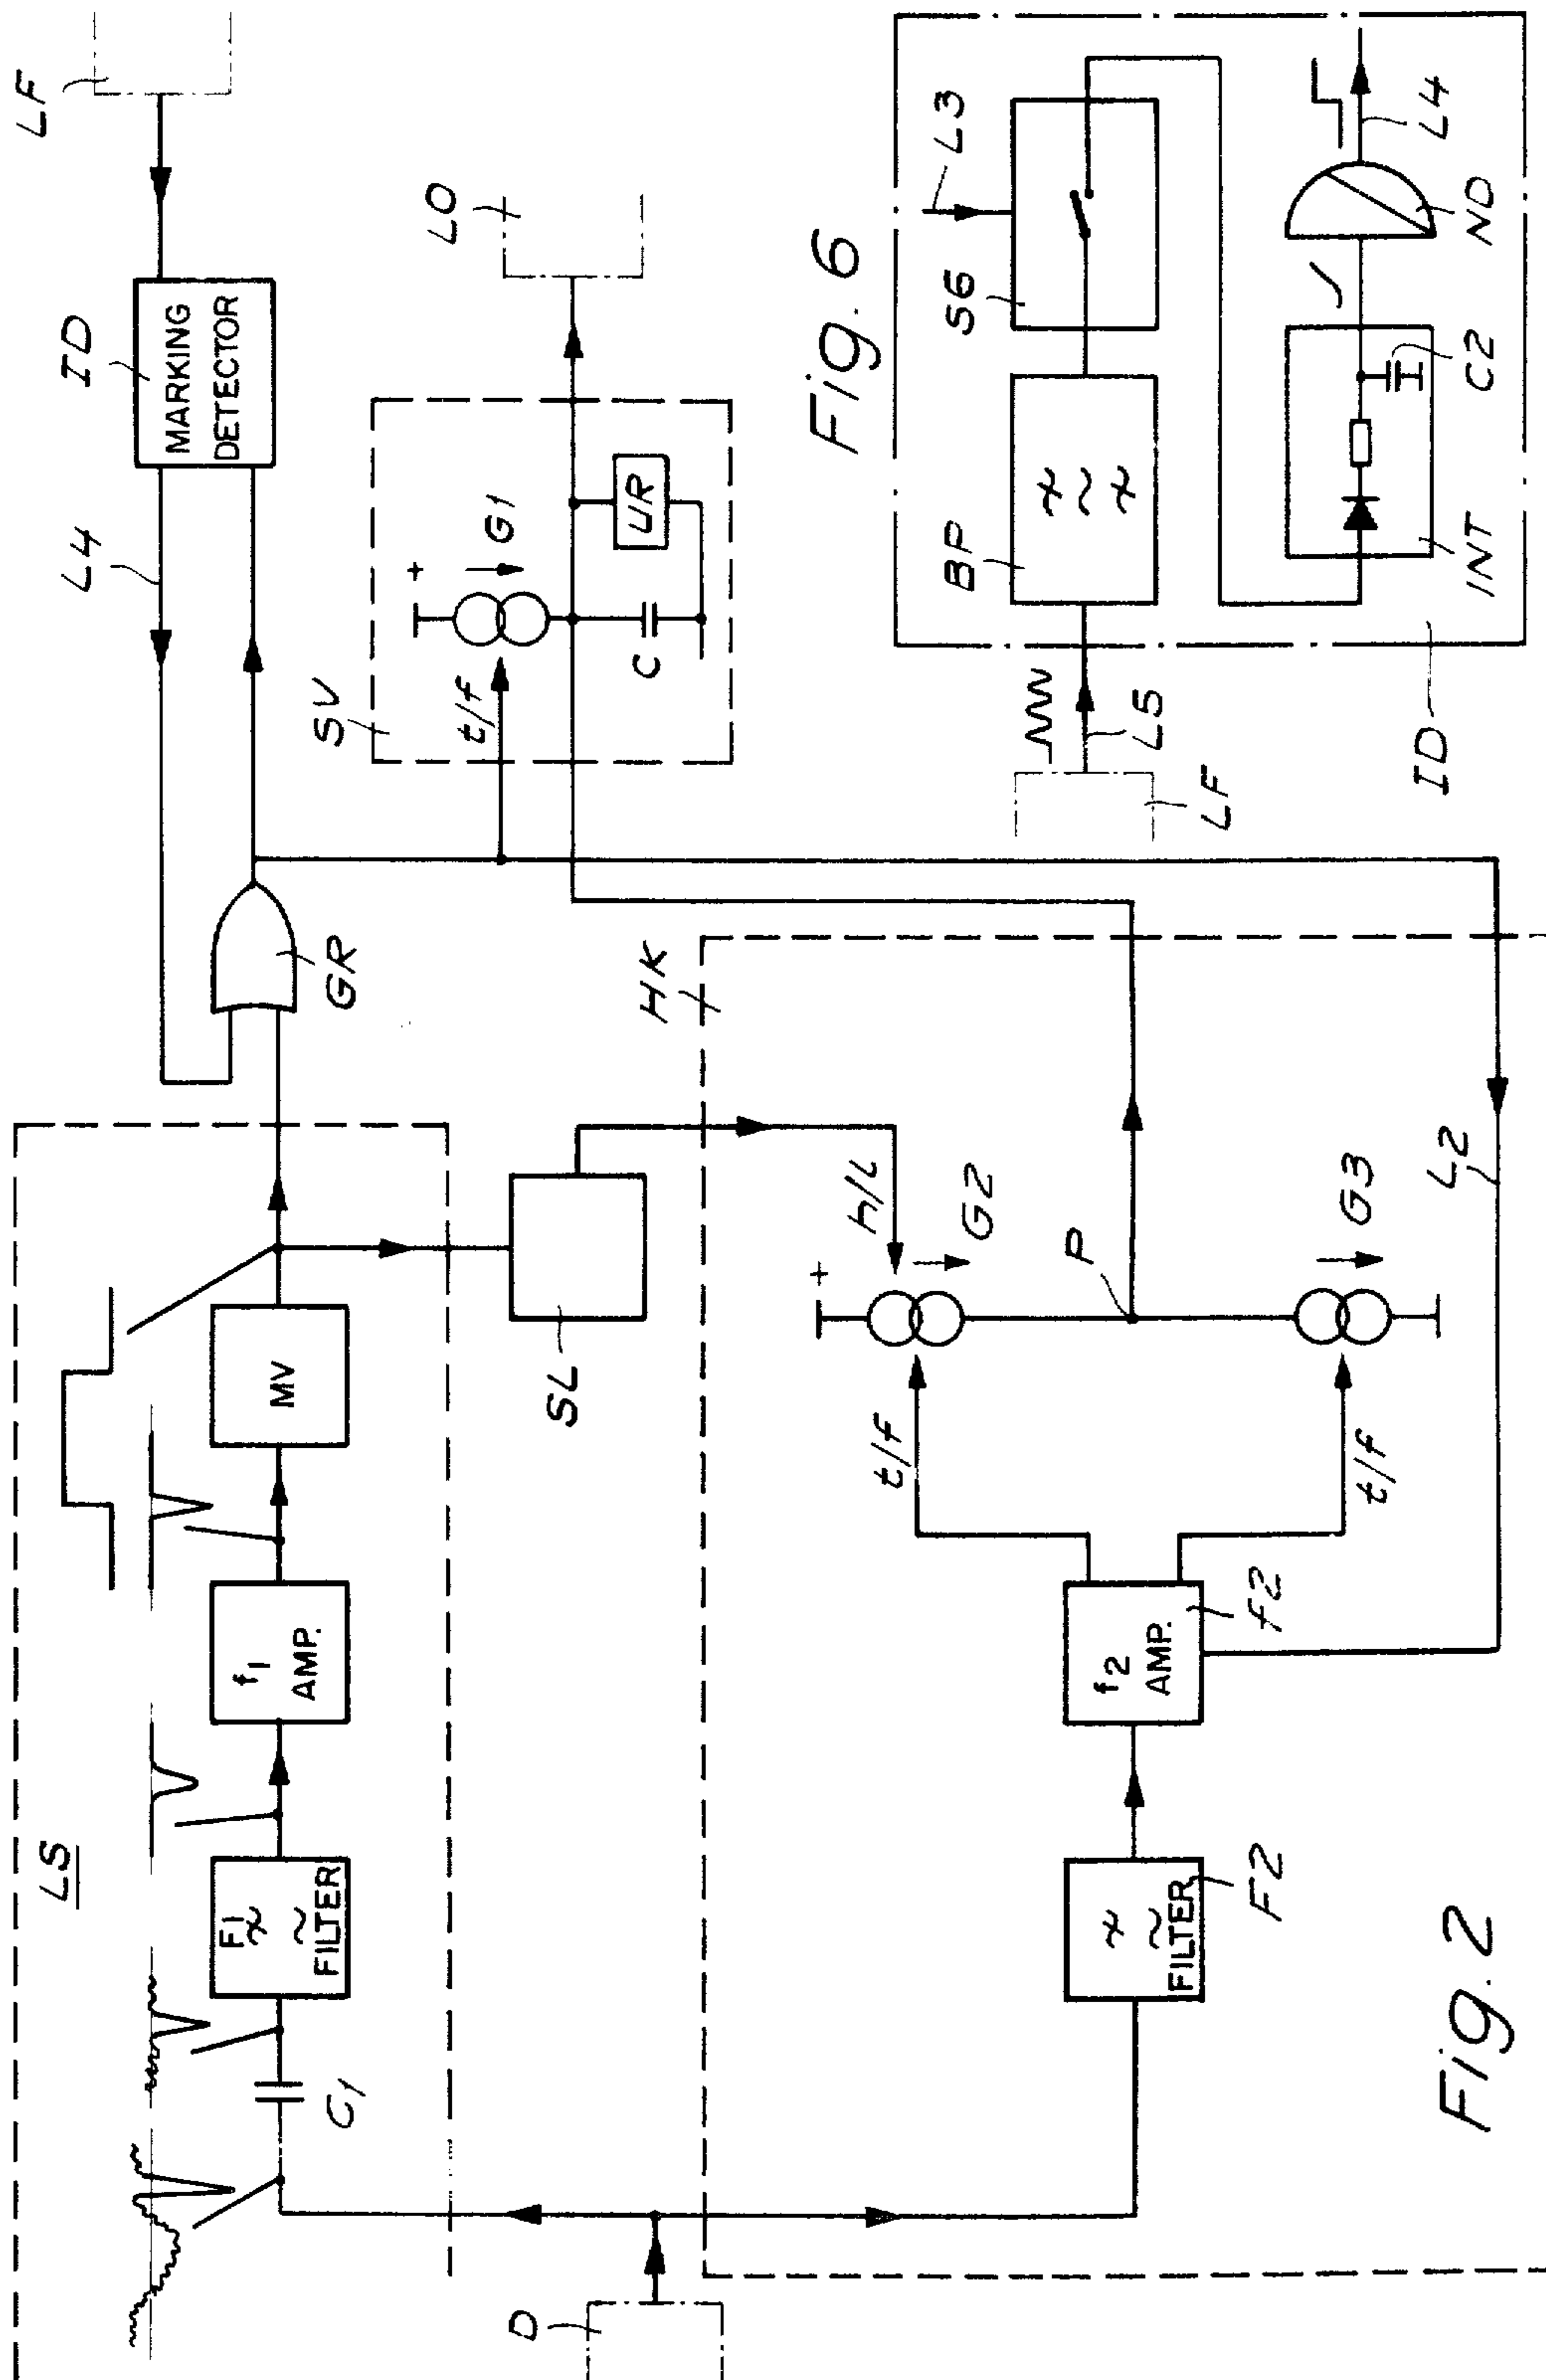 LS
F1
FILTER
f1
AMP.
MV
C1
D
SL
GR
L4
ID
MARKING
DETECTOR
LF
SV
t/f
G1
+
UR
C
LO
HK
h/L
+
G2
t/f
P
G3
t/f
FILTER
F2
f2
AMP.
F2
L2
Fig. 2
Fig. 6
LF
L5
BP
SG
L3
INT
C2
ND
L4
ID